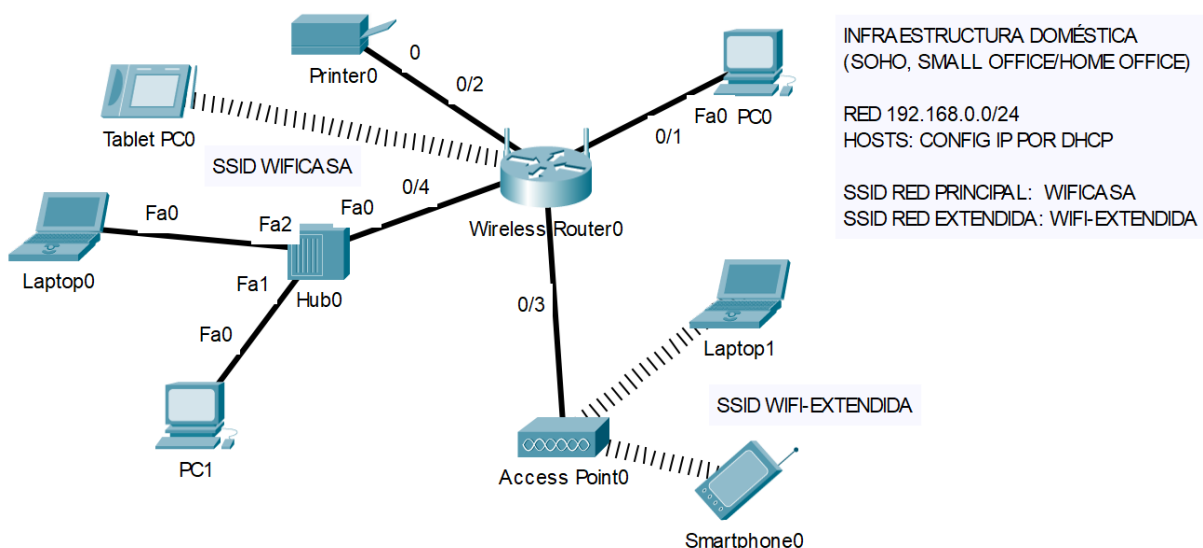 INFRAESTRUCTURA DOMÉSTICA
(SOHO, SMALL OFFICE/HOME OFFICE)
RED 192.168.0.0/24
HOSTS: CONFIG IP POR DHCP
SSID RED PRINCIPAL: WIFICASA
SSID RED EXTENDIDA: WIFI-EXTENDIDA
0
Printer0
0/2
Fa0
PC0
0/1
Tablet PC0
SSID WIFICASA
0/4
Fa0
Fa0
Fa2
Wireless Router0
Laptop0
Fa1
Hub0
0/3
Fa0
Laptop1
SSID WIFI-EXTENDIDA
PC1
Access Point0
Smartphone0